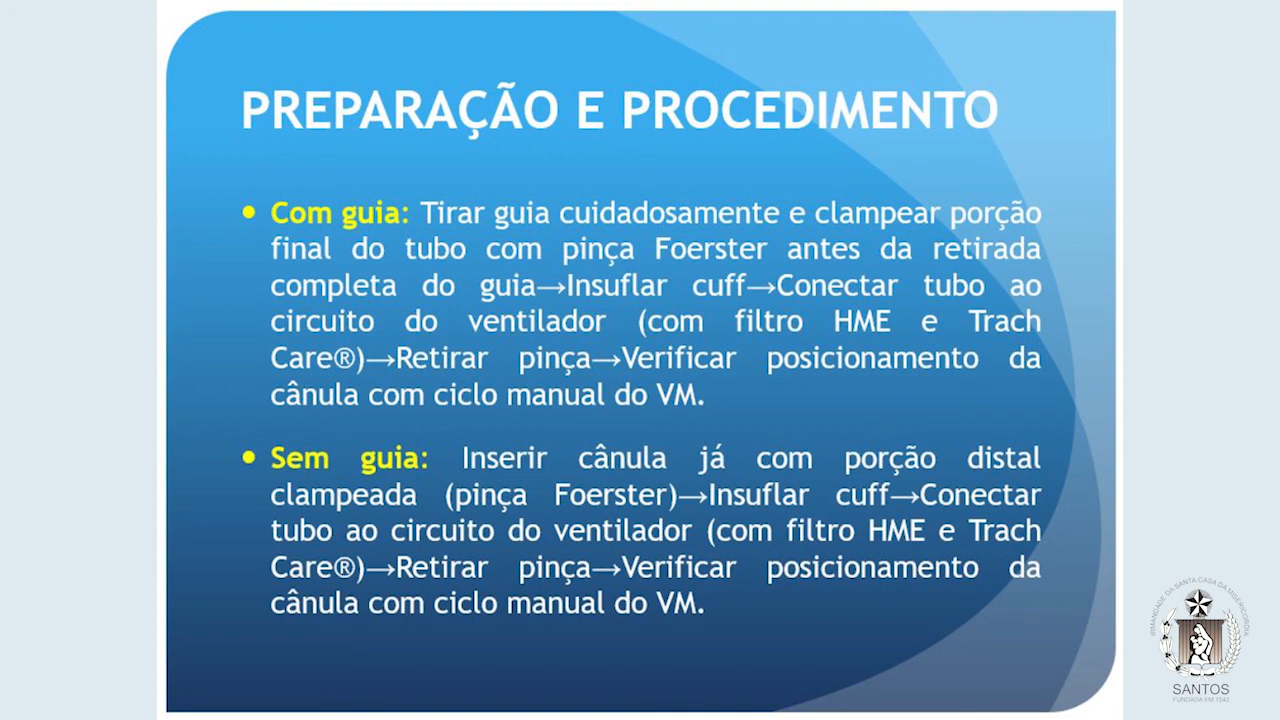 PREPARAÇÃO E PROCEDIMENTO
• Com guia: Tirar guia cuidadosamente e clampear porção
final do tubo com pinça Foerster antes da retirada
completa do guia→Insuflar cuff→Conectar tubo ao
circuito do ventilador (com filtro HME e Trach
Care®)→Retirar pinça→Verificar posicionamento da
cânula com ciclo manual do VM.
• Sem guia: Inserir cânula já com porção distal
clampeada (pinça Foerster)→Insuflar cuff→Conectar
tubo ao circuito do ventilador (com filtro HME e Trach
Care®)→Retirar pinça→Verificar posicionamento da
cânula com ciclo manual do VM.
IRMANDADE DA SANTA CASA DA MISERICÓRDIA
SANTOS
FUNDADA EM 1543